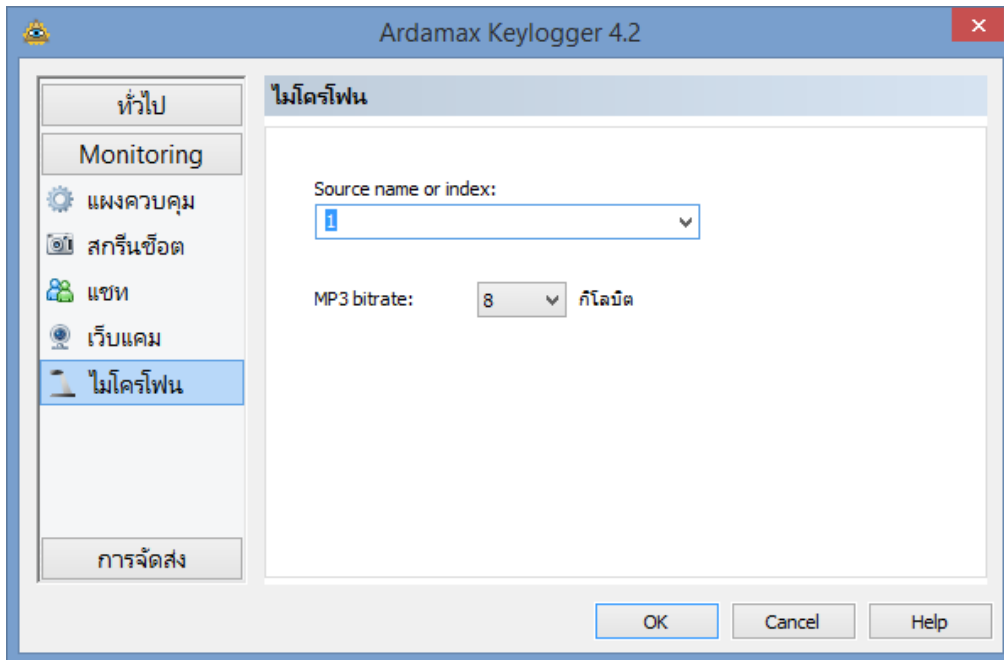 Ardamax Keylogger 4.2
ทั่วไป
Monitoring
แผงควบคุม
สกรีนช็อต
แชท
เว็บแคม
ไมโครโฟน
การจัดส่ง
ไมโครโฟน
Source name or index:
1
MP3 bitrate: 8 กิโลบิต
OK Cancel Help